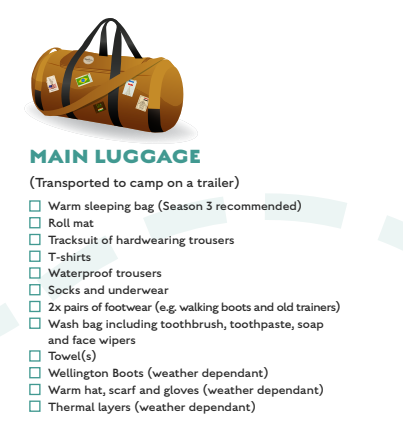 MAIN LUGGAGE
(Transported to camp on a trailer)
Warm sleeping bag (Season 3 recommended)
Roll mat
Tracksuit of hardwearing trousers
T-shirts
Waterproof trousers
Socks and underwear
2x pairs of footwear (e.g. walking boots and old trainers)
Wash bag including toothbrush, toothpaste, soap
and face wipers
Towel(s)
Wellington Boots (weather dependant)
Warm hat, scarf and gloves (weather dependant)
Thermal layers (weather dependant)